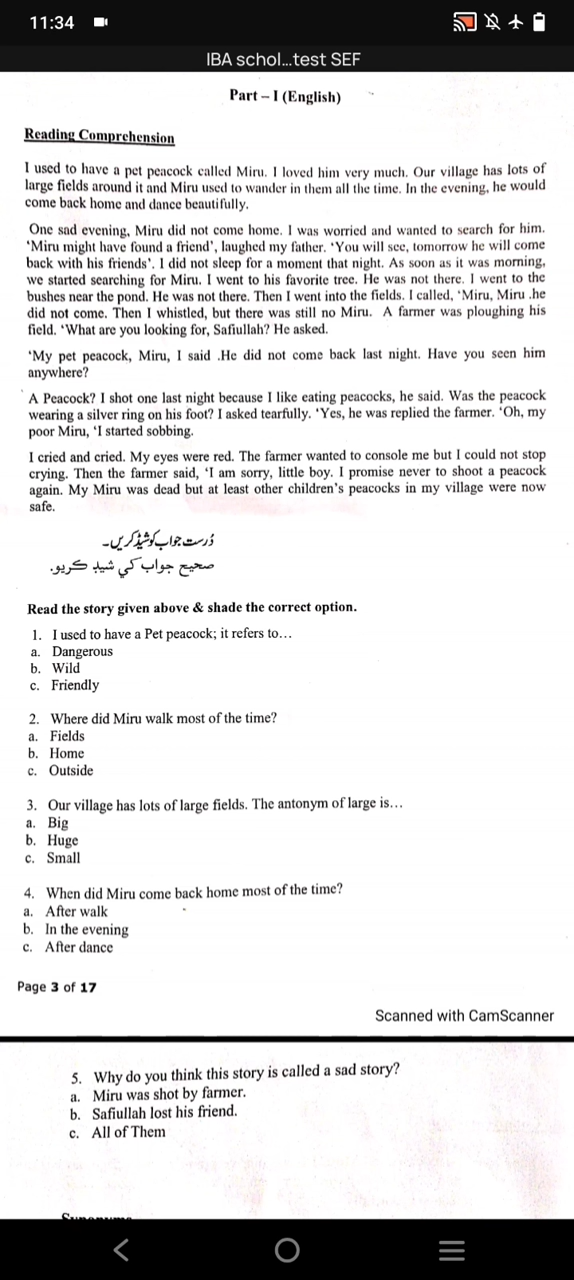 11:34
IBA schol...test SEF
Part – I (English)
Reading Comprehension
I used to have a pet peacock called Miru. I loved him very much. Our village has lots of
large fields around it and Miru used to wander in them all the time. In the evening, he would
come back home and dance beautifully.
One sad evening, Miru did not come home. I was worried and wanted to search for him.
'Miru might have found a friend', laughed my father. 'You will see, tomorrow he will come
back with his friends'. I did not sleep for a moment that night. As soon as it was morning,
we started searching for Miru. I went to his favorite tree. He was not there. I went to the
bushes near the pond. He was not there. Then I went into the fields. I called, 'Miru, Miru .he
did not come. Then I whistled, but there was still no Miru. A farmer was ploughing his
field. 'What are you looking for, Safiullah? He asked.
'My pet peacock, Miru, I said .He did not come back last night. Have you seen him
anywhere?
A Peacock? I shot one last night because I like eating peacocks, he said. Was the peacock
wearing a silver ring on his foot? I asked tearfully. 'Yes, he was replied the farmer. 'Oh, my
poor Miru, 'I started sobbing.
I cried and cried. My eyes were red. The farmer wanted to console me but I could not stop
crying. Then the farmer said, 'I am sorry, little boy. I promise never to shoot a peacock
again. My Miru was dead but at least other children's peacocks in my village were now
safe.
دُرست جواب کو شیڈ کریں۔
صحيح جواب کي شيڊ ڪريو.
Read the story given above & shade the correct option.
1. I used to have a Pet peacock; it refers to…
a. Dangerous
b. Wild
c. Friendly
2. Where did Miru walk most of the time?
a. Fields
b. Home
c. Outside
3. Our village has lots of large fields. The antonym of large is…
a. Big
b. Huge
c. Small
4. When did Miru come back home most of the time?
a. After walk
b. In the evening
c. After dance
Page 3 of 17
Scanned with CamScanner
5. Why do you think this story is called a sad story?
a. Miru was shot by farmer.
b. Safiullah lost his friend.
c. All of Them